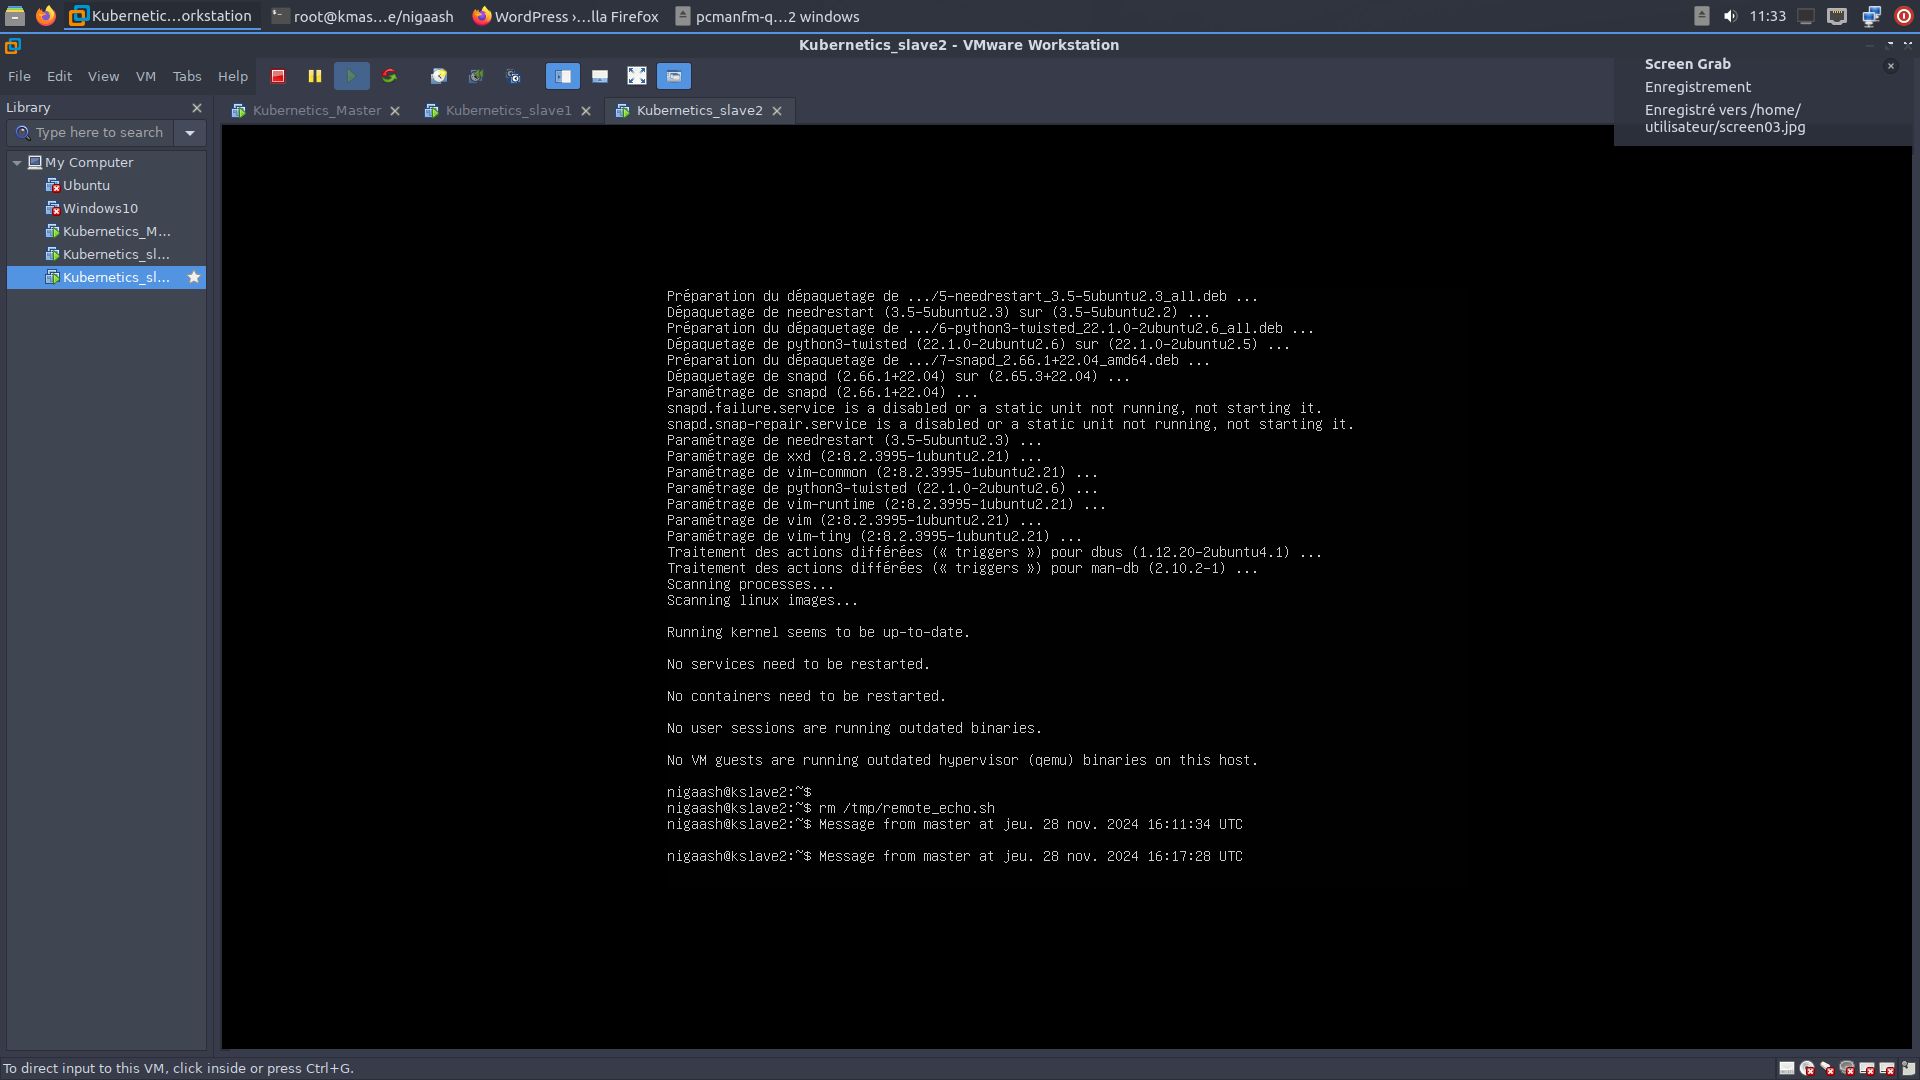 Kubernetic...orkstation
root@kmas...e/nigaash
WordPress ›...lla Firefox
pcmanfm-q...2 windows
11:33
Kubernetics_slave2 - VMware Workstation
File Edit View VM Tabs Help
Screen Grab
Enregistrement
Enregistré vers /home/
utilisateur/screen03.jpg
Library
Kubernetics_Master
Kubernetics_slave1
Kubernetics_slave2
Type here to search
My Computer
Ubuntu
Windows10
Kubernetics_M...
Kubernetics_sl...
Kubernetics_sl...
Préparation du dépaquetage de .../5-needrestart_3.5-5ubuntu2.3_all.deb ...
Dépaquetage de needrestart (3.5-5ubuntu2.3) sur (3.5-5ubuntu2.2) ...
Préparation du dépaquetage de .../6-python3-twisted_22.1.0-2ubuntu2.6_all.deb ...
Dépaquetage de python3-twisted (22.1.0-2ubuntu2.6) sur (22.1.0-2ubuntu2.5) ...
Préparation du dépaquetage de .../7-snapd_2.66.1+22.04_amd64.deb ...
Dépaquetage de snapd (2.66.1+22.04) sur (2.65.3+22.04) ...
Paramétrage de snapd (2.66.1+22.04) ...
snapd.failure.service is a disabled or a static unit not running, not starting it.
snapd.snap-repair.service is a disabled or a static unit not running, not starting it.
Paramétrage de needrestart (3.5-5ubuntu2.3) ...
Paramétrage de xxd (2:8.2.3995-1ubuntu2.21) ...
Paramétrage de vim-common (2:8.2.3995-1ubuntu2.21) ...
Paramétrage de python3-twisted (22.1.0-2ubuntu2.6) ...
Paramétrage de vim-runtime (2:8.2.3995-1ubuntu2.21) ...
Paramétrage de vim (2:8.2.3995-1ubuntu2.21) ...
Paramétrage de vim-tiny (2:8.2.3995-1ubuntu2.21) ...
Traitement des actions différées (« triggers ») pour dbus (1.12.20-2ubuntu4.1) ...
Traitement des actions différées (« triggers ») pour man-db (2.10.2-1) ...
Scanning processes...
Scanning linux images...
Running kernel seems to be up-to-date.
No services need to be restarted.
No containers need to be restarted.
No user sessions are running outdated binaries.
No VM guests are running outdated hypervisor (qemu) binaries on this host.
nigaash@kslave2:~$
nigaash@kslave2:~$ rm /tmp/remote_echo.sh
nigaash@kslave2:~$ Message from master at jeu. 28 nov. 2024 16:11:34 UTC
nigaash@kslave2:~$ Message from master at jeu. 28 nov. 2024 16:17:28 UTC
To direct input to this VM, click inside or press Ctrl+G.